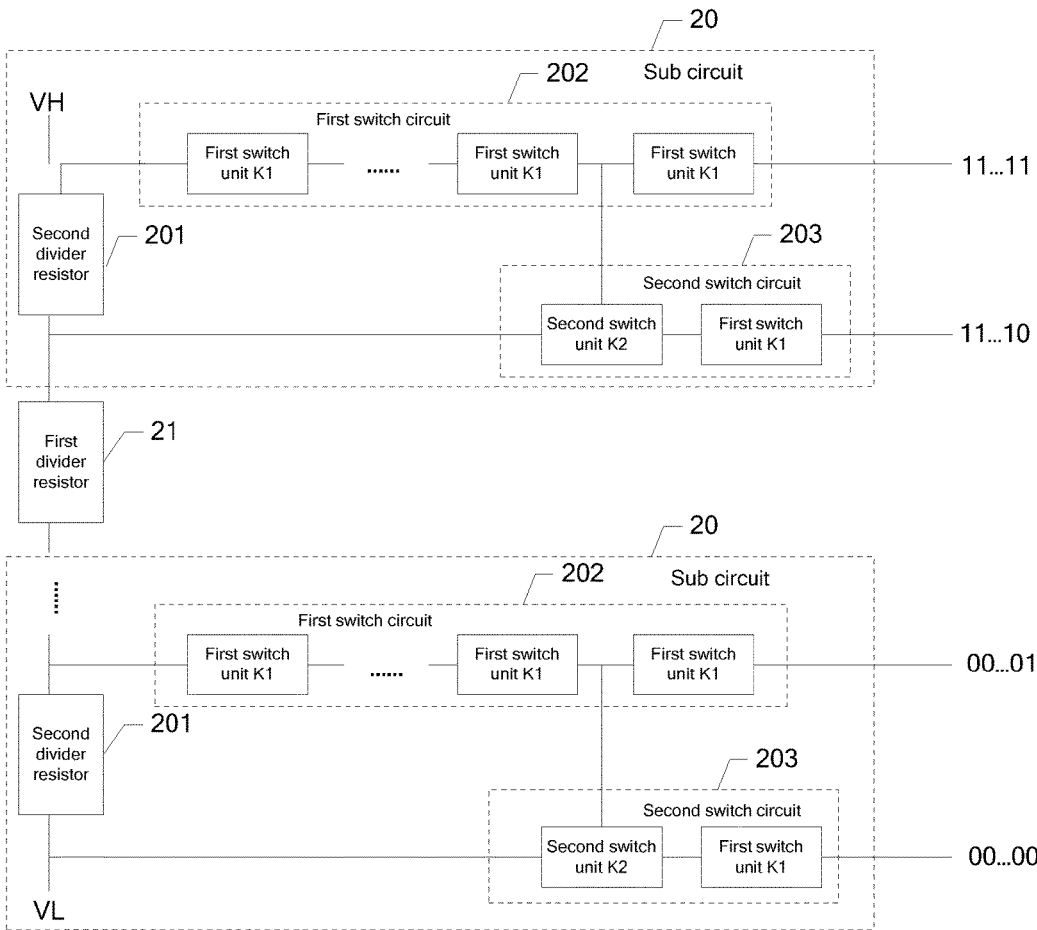 20
Sub circuit
202
VH
First switch circuit
First switch
unit K1
......
First switch
unit K1
First switch
unit K1
11...11
Second
divider
resistor
201
203
Second switch circuit
Second switch
unit K2
First switch
unit K1
11...10
First
divider
resistor
21
20
Sub circuit
202
......
First switch circuit
First switch
unit K1
......
First switch
unit K1
First switch
unit K1
00...01
Second
divider
resistor
201
203
Second switch circuit
Second switch
unit K2
First switch
unit K1
00...00
VL